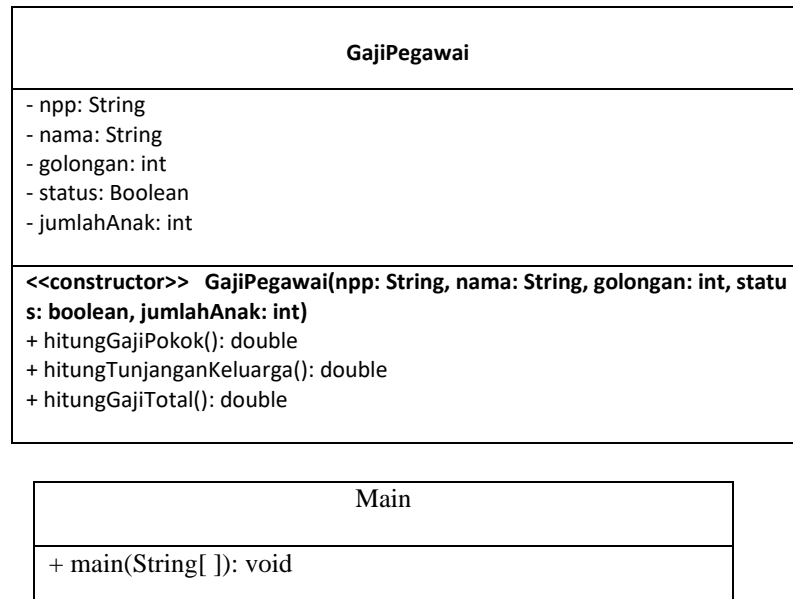 GajiPegawai
- npp: String
- nama: String
- golongan: int
- status: Boolean
- jumlahAnak: int
<<constructor>> GajiPegawai(npp: String, nama: String, golongan: int, statu
s: boolean, jumlahAnak: int)
+ hitungGajiPokok(): double
+ hitungTunjanganKeluarga(): double
+ hitungGajiTotal(): double
Main
+ main(String[ ]): void